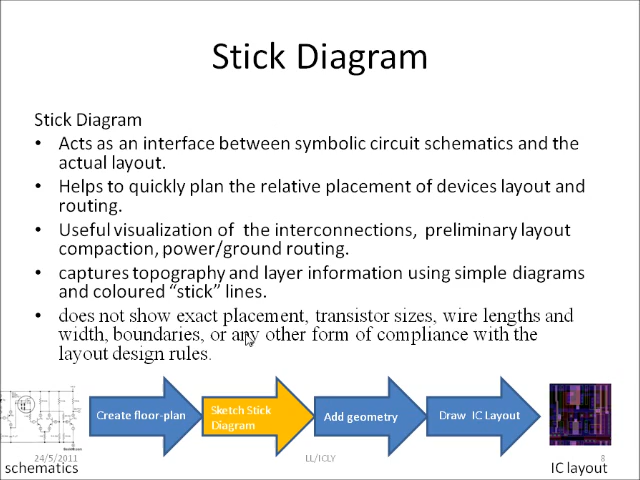 Stick Diagram
Stick Diagram
• Acts as an interface between symbolic circuit schematics and the
actual layout.
• Helps to quickly plan the relative placement of devices layout and
routing.
• Useful visualization of the interconnections, preliminary layout
compaction, power/ground routing.
• captures topography and layer information using simple diagrams
and coloured “stick” lines.
• does not show exact placement, transistor sizes, wire lengths and
width, boundaries, or any other form of compliance with the
layout design rules.
Create floor-plan
Sketch Stick
Diagram
Add geometry
Draw IC Layout
24/5/2011
LL/ICLY
8
schematics
IC layout